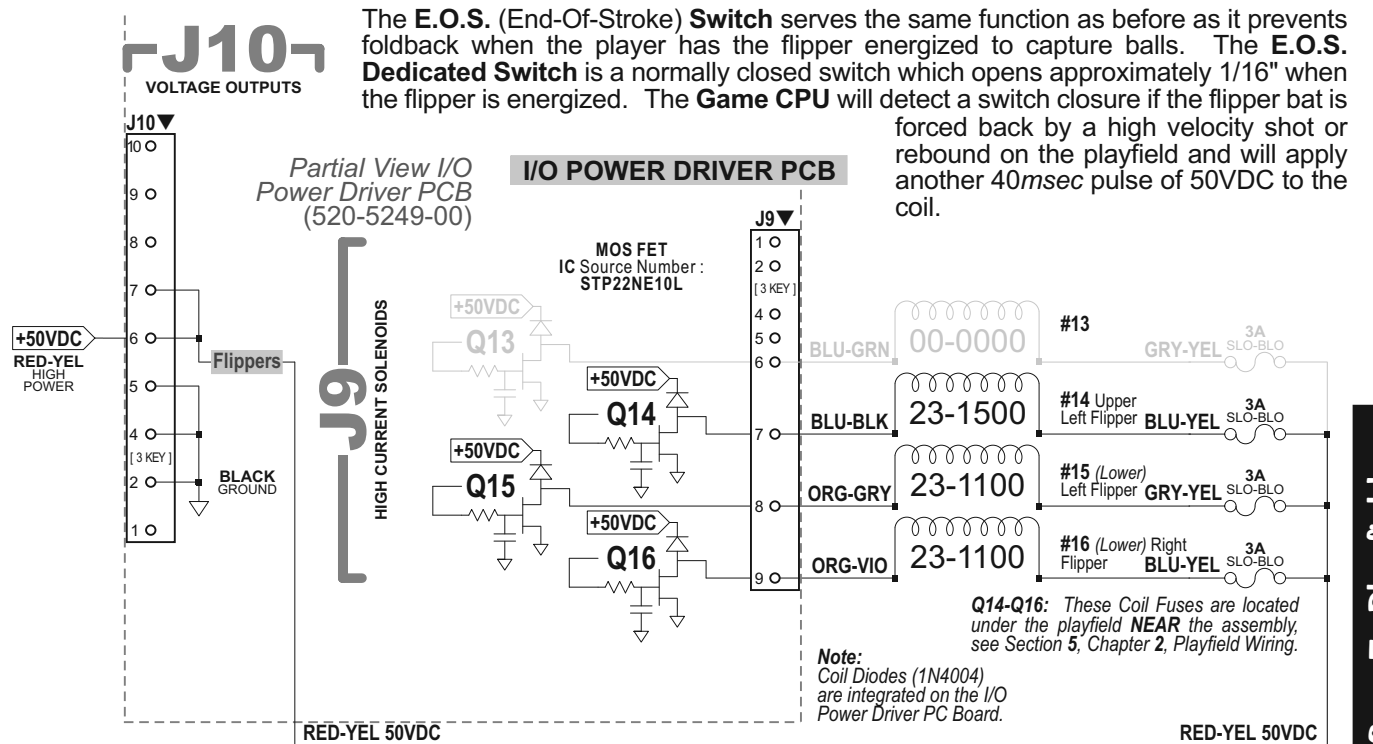 The E.O.S. (End-Of-Stroke) Switch serves the same function as before as it prevents
foldback when the player has the flipper energized to capture balls. The E.O.S.
Dedicated Switch is a normally closed switch which opens approximately 1/16" when
the flipper is energized. The Game CPU will detect a switch closure if the flipper bat is
forced back by a high velocity shot or
rebound on the playfield and will apply
another 40msec pulse of 50VDC to the
coil.
J10
VOLTAGE OUTPUTS
J10▼
10
9
8
7
6
5
4
[ 3 KEY ]
2
1
+50VDC
RED-YEL
HIGH
POWER
Flippers
BLACK
GROUND
Partial View I/O
Power Driver PCB
(520-5249-00)
I/O POWER DRIVER PCB
J9
HIGH CURRENT SOLENOIDS
MOS FET
IC Source Number :
STP22NE10L
J9▼
1
2
[ 3 KEY ]
4
5
6
7
8
9
+50VDC
Q13
+50VDC
Q14
+50VDC
Q15
+50VDC
Q16
BLU-GRN 00-0000 #13 GRY-YEL 3A
SLO-BLO
BLU-BLK 23-1500 #14 Upper
Left Flipper BLU-YEL 3A
SLO-BLO
ORG-GRY 23-1100 #15 (Lower)
Left Flipper GRY-YEL 3A
SLO-BLO
ORG-VIO 23-1100 #16 (Lower) Right
Flipper BLU-YEL 3A
SLO-BLO
Q14-Q16: These Coil Fuses are located
under the playfield NEAR the assembly,
see Section 5, Chapter 2, Playfield Wiring.
Note:
Coil Diodes (1N4004)
are integrated on the I/O
Power Driver PC Board.
RED-YEL 50VDC
RED-YEL 50VDC